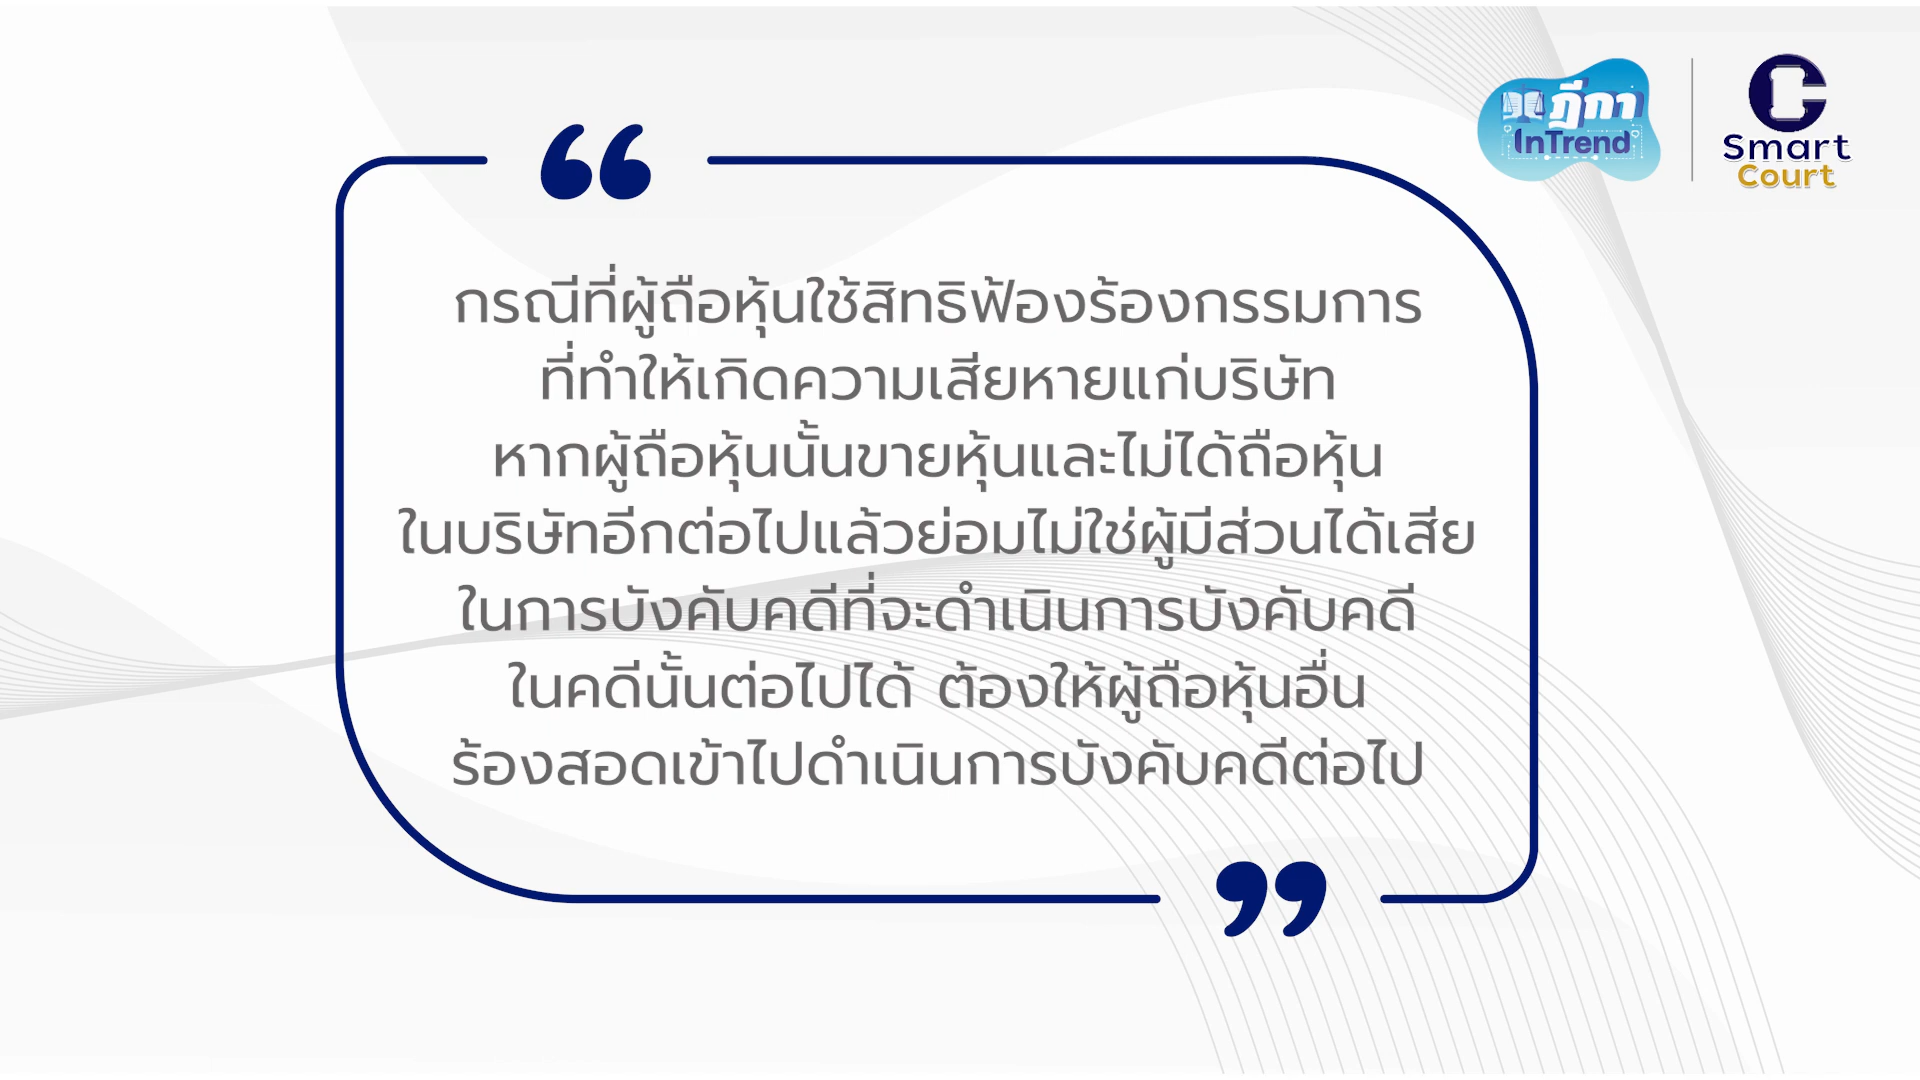 ฎีกา
InTrend
Smart
Court
“
กรณีที่ผู้ถือหุ้นใช้สิทธิฟ้องร้องกรรมการ
ที่ทำให้เกิดความเสียหายแก่บริษัท
หากผู้ถือหุ้นนั้นขายหุ้นและไม่ได้ถือหุ้น
ในบริษัทอีกต่อไปแล้วย่อมไม่ใช่ผู้มีส่วนได้เสีย
ในการบังคับคดีที่จะดำเนินการบังคับคดี
ในคดีนั้นต่อไปได้ ต้องให้ผู้ถือหุ้นอื่น
ร้องสอดเข้าไปดำเนินการบังคับคดีต่อไป
”